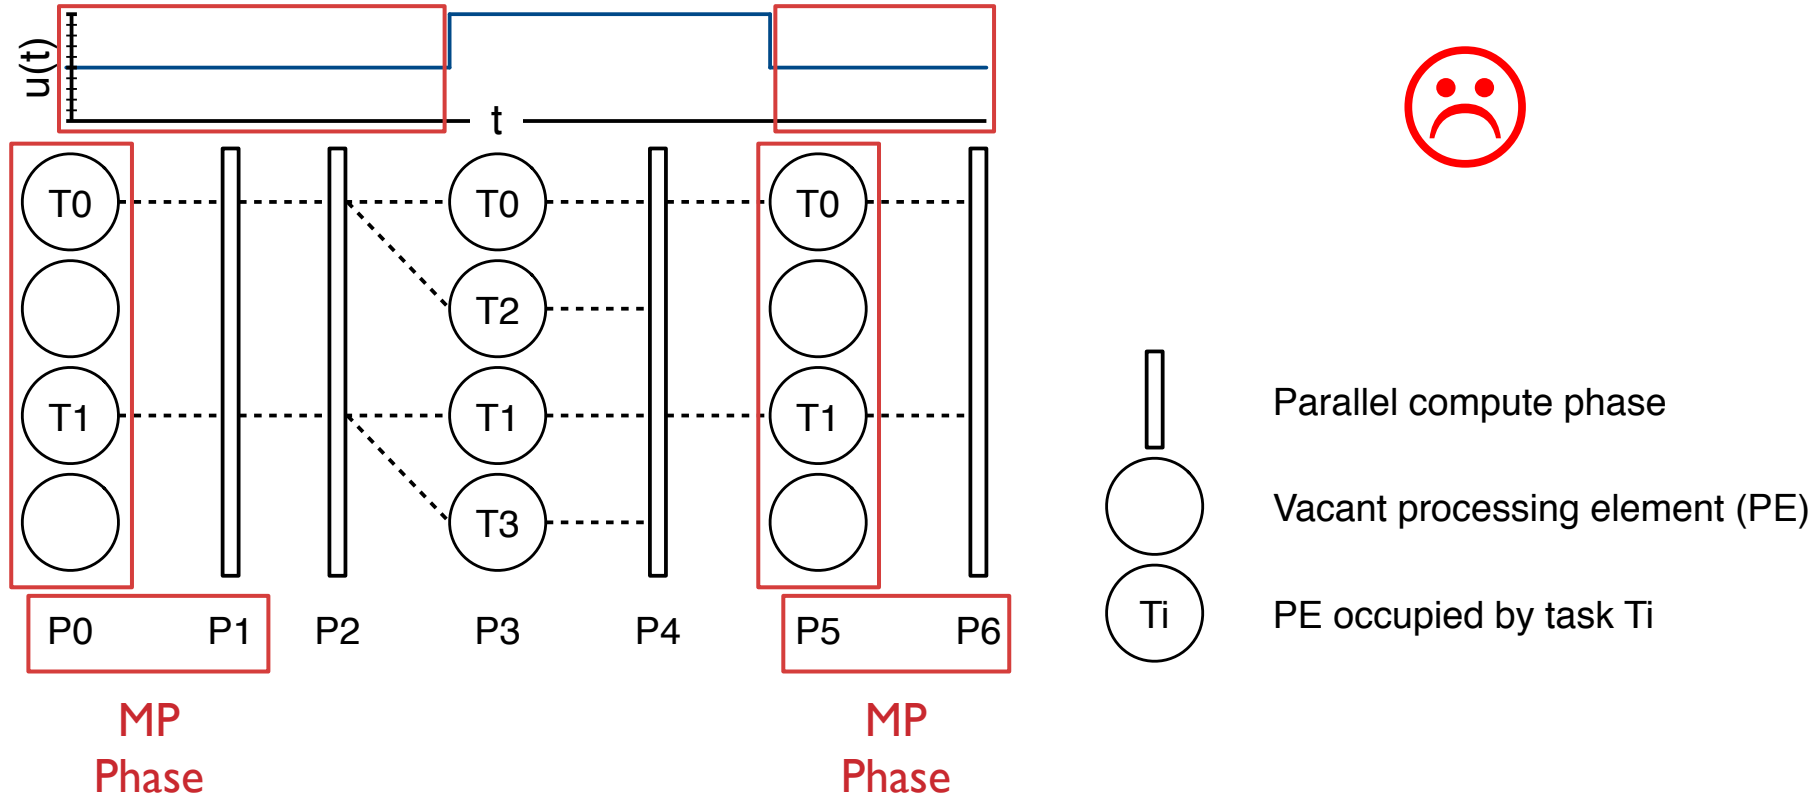 u(t)
t
T0 T0 T0
T2
T1 T1 T1
T3
P0 P1 P2 P3 P4 P5 P6
MP
Phase
MP
Phase
Parallel compute phase
Vacant processing element (PE)
Ti PE occupied by task Ti